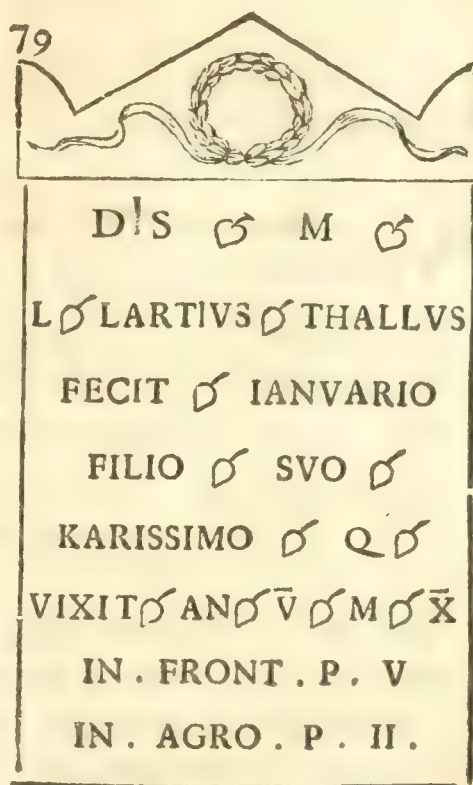 79
DIS ❦ M ❦
L ❦ LARTIVS ❦ THALLVS
FECIT ❦ IANVARIO
FILIO ❦ SVO ❦
KARISSIMO ❦ Q ❦
VIXIT ❦ AN ❦ V̅ ❦ M ❦ X̅
IN . FRONT . P . V
IN . AGRO . P . II .